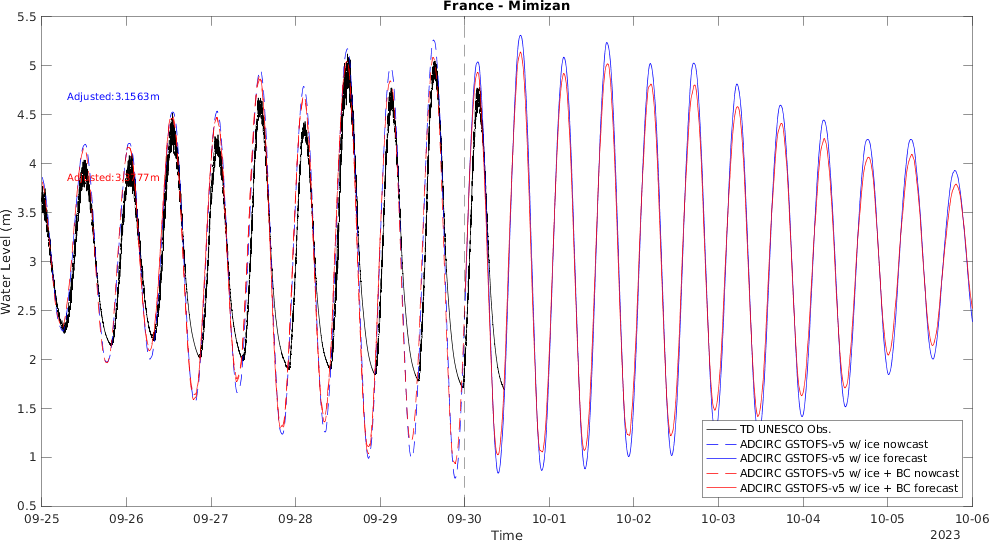 France - Mimizan
Water Level (m)
5.5
5
4.5
4
3.5
3
2.5
2
1.5
1
0.5
Adjusted:3.1563m
TD UNESCO Obs.
ADCIRC GSTOFS-v5 w/ ice nowcast
ADCIRC GSTOFS-v5 w/ ice forecast
ADCIRC GSTOFS-v5 w/ ice + BC nowcast
ADCIRC GSTOFS-v5 w/ ice + BC forecast
09-25 09-26 09-27 09-28 09-29 09-30 10-01 10-02 10-03 10-04 10-05 10-06
Time
2023